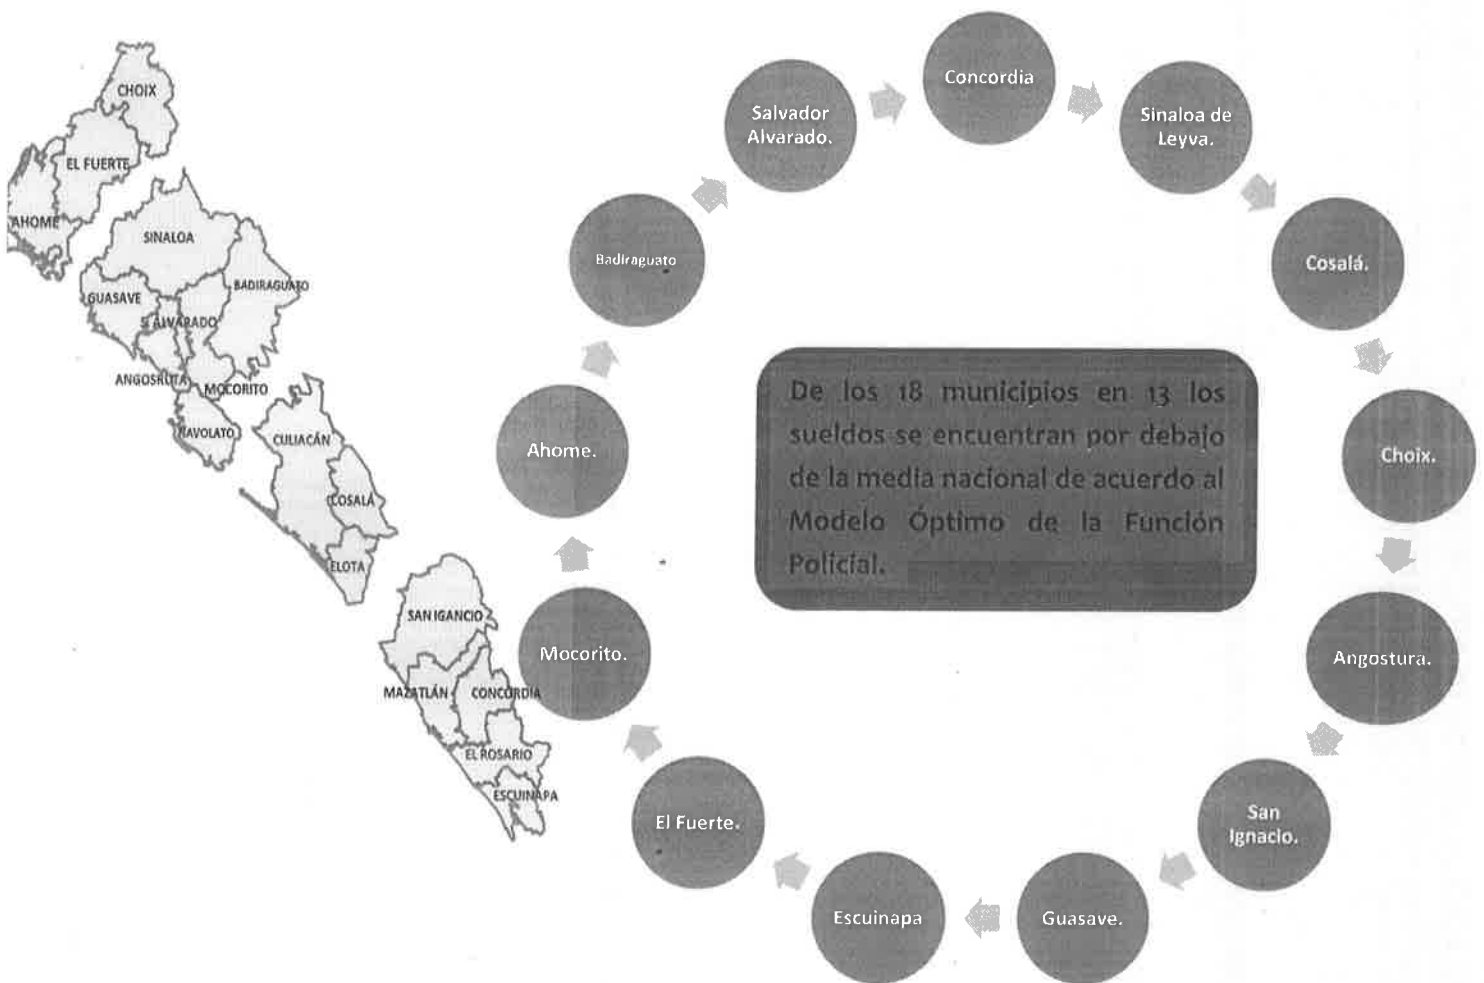 CHOIX
EL FUERTE
AHOME
SINALOA
BADIRAGUATO
GUASAVE
S. ALVARADO
ANGOSRUTA
MOCORITO
NAVOLATO
CULIACÁN
COSALÁ
ELOTA
SAN IGANCIO
MAZATLÁN
CONCORDIA
EL ROSARIO
ESCUINAPA
Concordia
Sinaloa de
Leyva.
Cosalá.
Choix.
Angostura.
San
Ignacio.
Guasave.
Escuinapa
El Fuerte.
Mocorito.
Ahome.
Badiraguato
Salvador
Alvarado.
De los 18 municipios en 13 los
sueldos se encuentran por debajo
de la media nacional de acuerdo al
Modelo Óptimo de la Función
Policial.